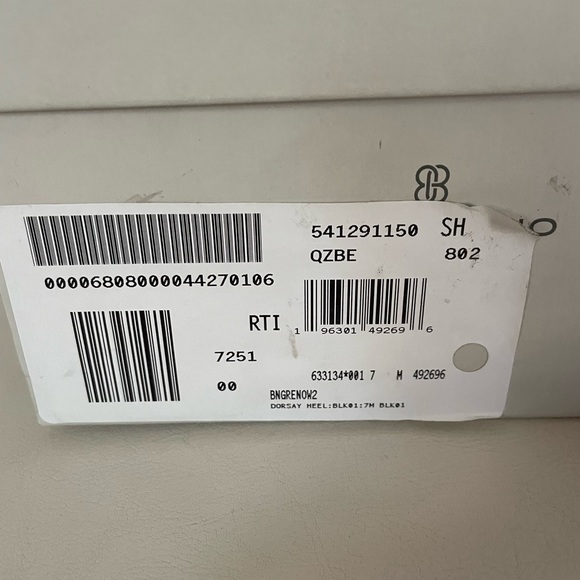 541291150 SH
QZBE 802
00006808000044270106
RTI
1 96301 49269 6
7251
00
633134*001 7 M 492696
BNGRENOW2
DORSAY HEEL:BLK01:7M BLK01